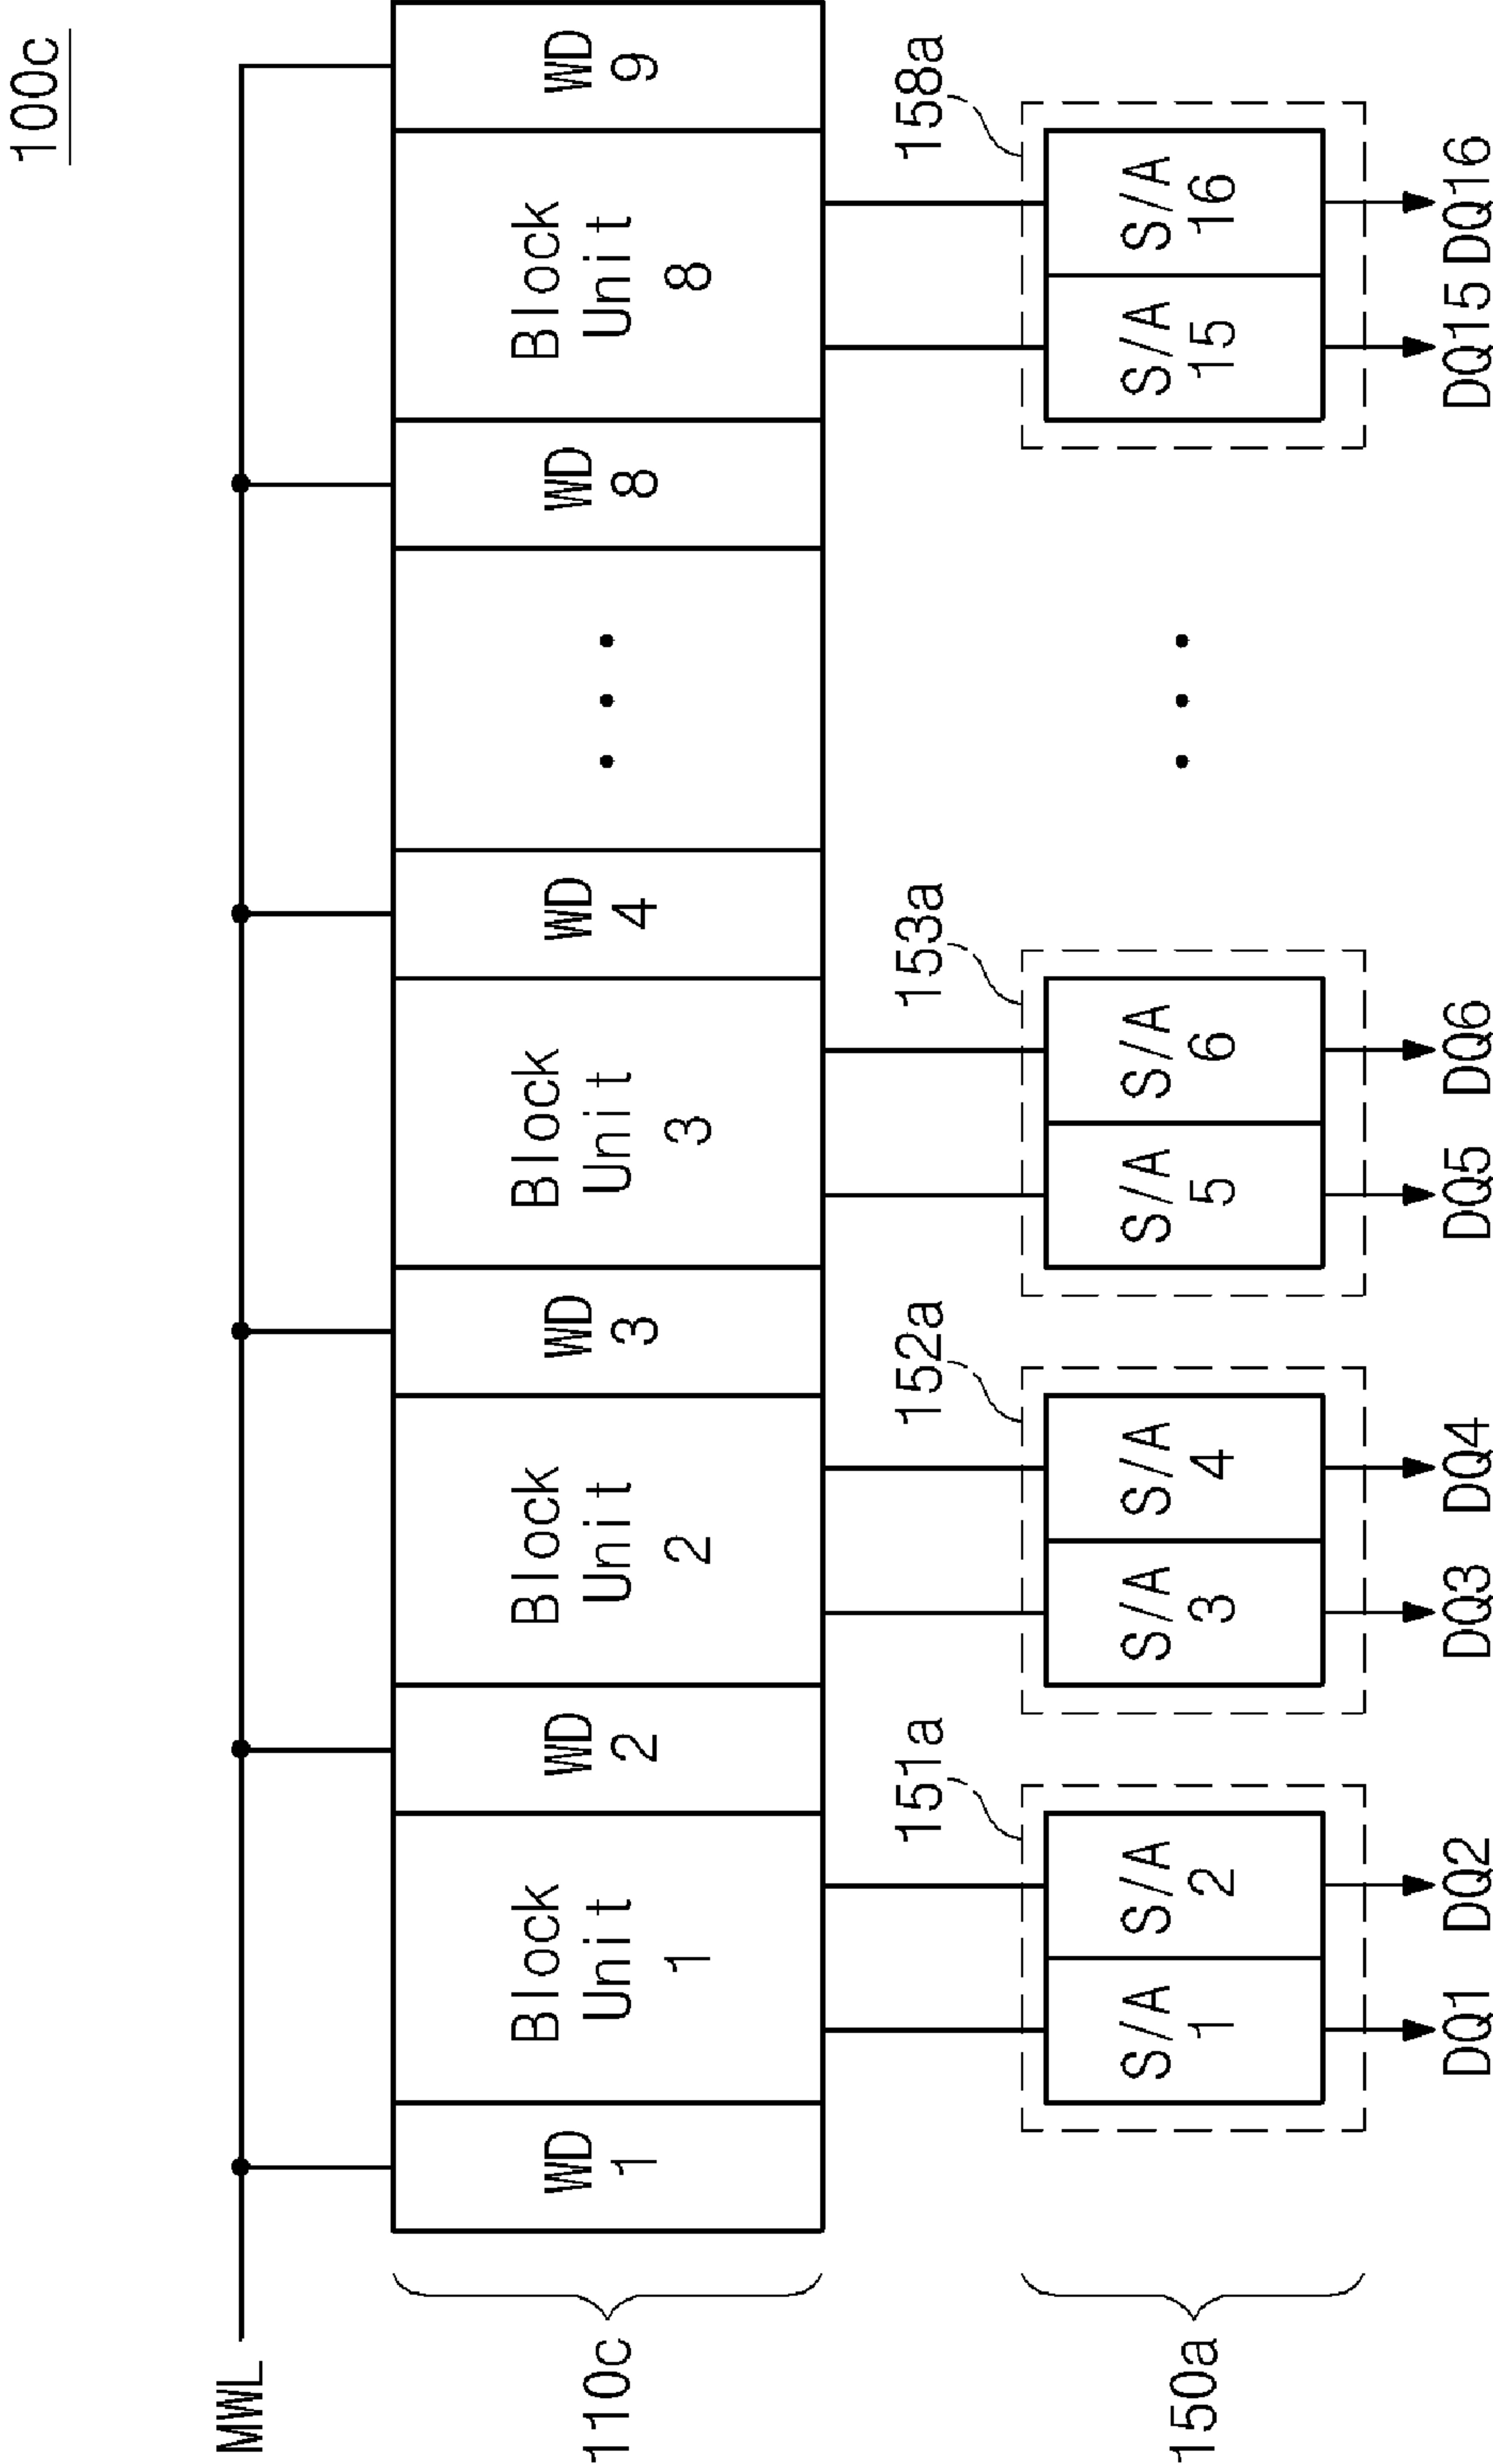 100c
MWL
WD
1
Block
Unit
1
WD
2
Block
Unit
2
WD
3
Block
Unit
3
WD
4
WD
8
Block
Unit
8
WD
9
110c
151a
152a
153a
158a
S/A
1
S/A
2
S/A
3
S/A
4
S/A
5
S/A
6
S/A
15
S/A
16
150a
DQ1 DQ2 DQ3 DQ4 DQ5 DQ6 DQ15 DQ16